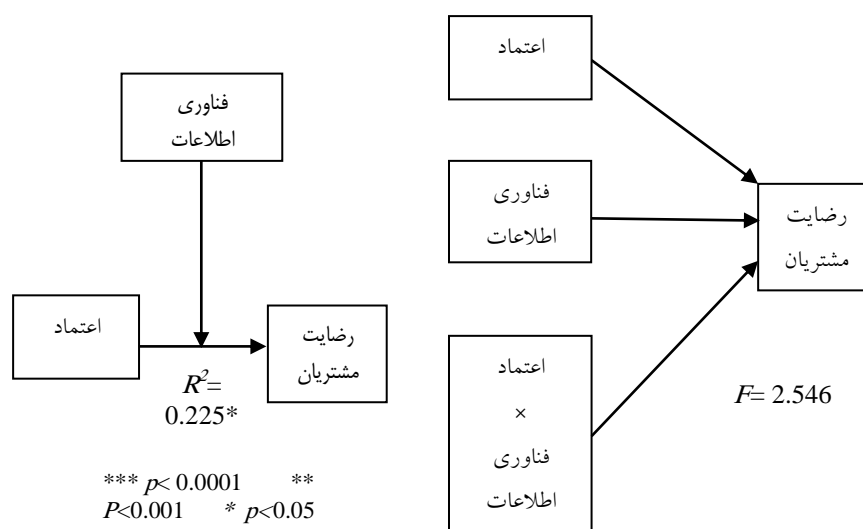 فناوری
اطلاعات
اعتماد
رضایت
مشتریان
R²=
0.225*
*** p< 0.0001 **
P<0.001 * p<0.05
اعتماد
فناوری
اطلاعات
اعتماد
×
فناوری
اطلاعات
رضایت
مشتریان
F= 2.546